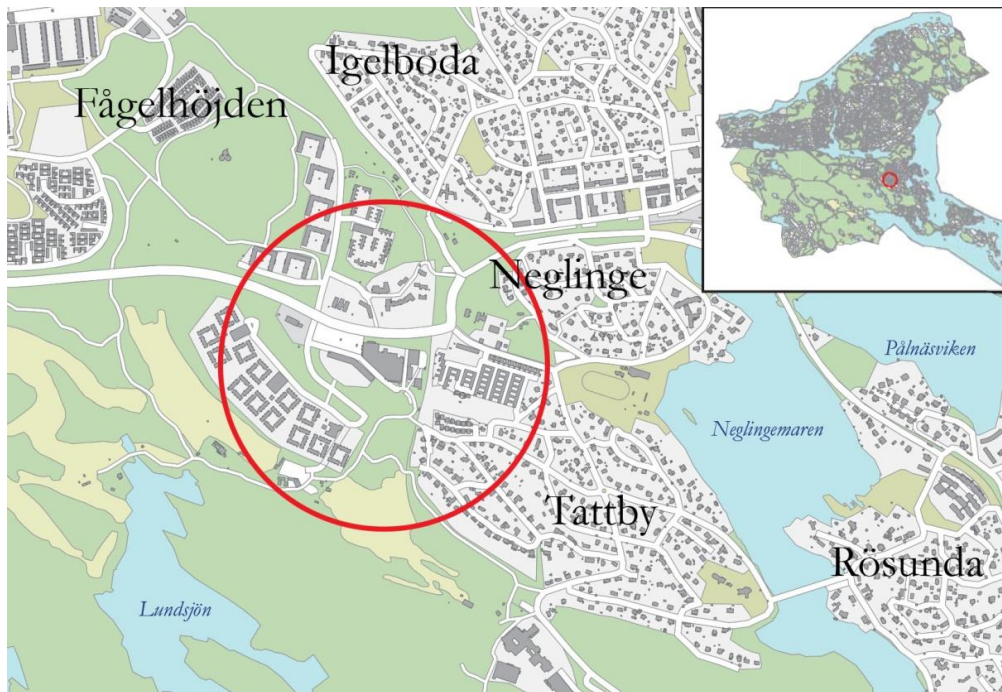 Igelboda
Fågelhöjden
Neglinge
Pålnäsviken
Neglingemaren
Tattby
Rösunda
Lundsjön